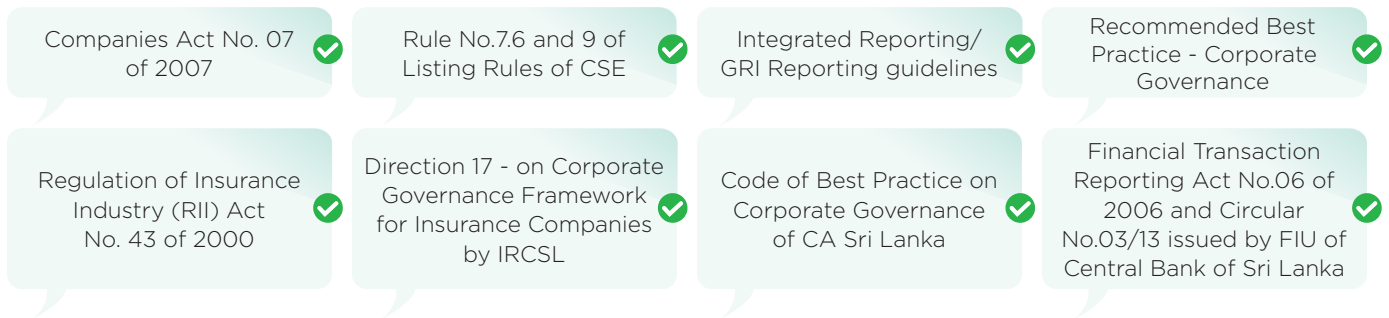 Companies Act No. 07
of 2007
Rule No.7.6 and 9 of
Listing Rules of CSE
Integrated Reporting/
GRI Reporting guidelines
Recommended Best
Practice - Corporate
Governance
Regulation of Insurance
Industry (RII) Act
No. 43 of 2000
Direction 17 - on Corporate
Governance Framework
for Insurance Companies
by IRCSL
Code of Best Practice on
Corporate Governance
of CA Sri Lanka
Financial Transaction
Reporting Act No.06 of
2006 and Circular
No.03/13 issued by FIU of
Central Bank of Sri Lanka